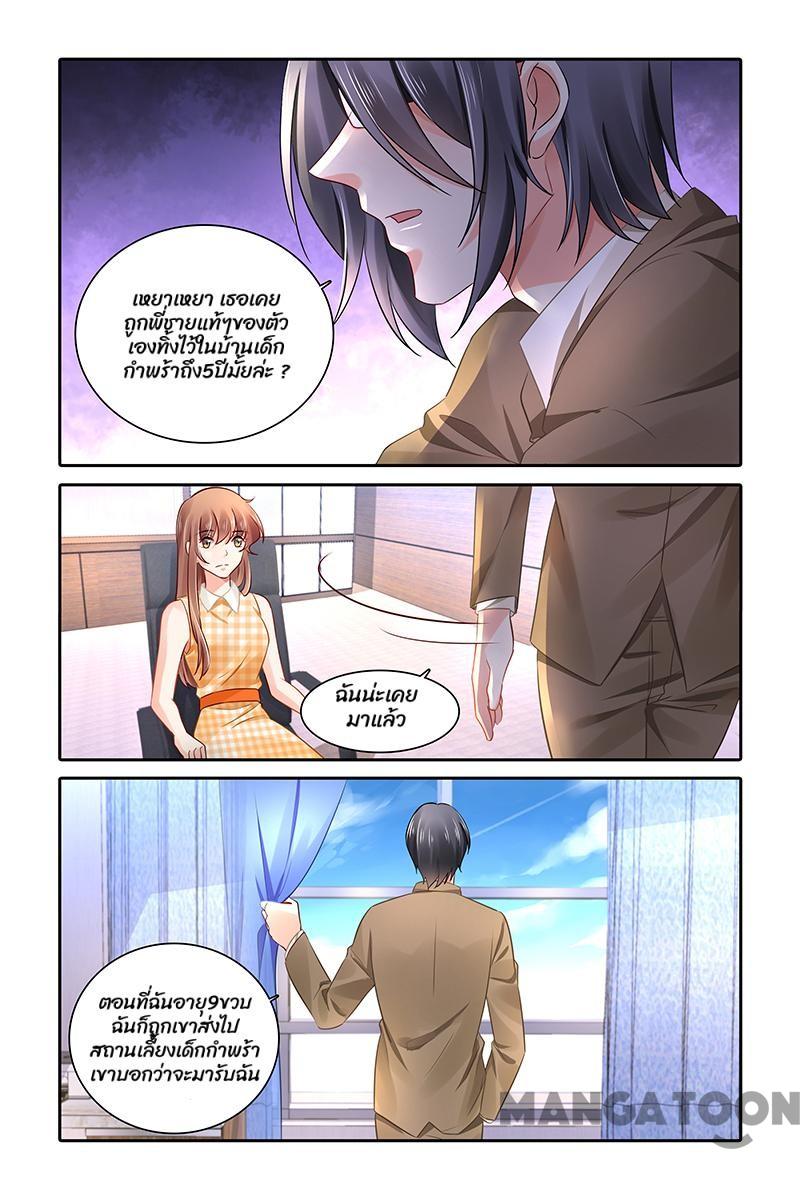 เหยาเหยา เธอเคย
ถูกพี่ชายแท้ๆของตัว
เองทิ้งไว้ในบ้านเด็ก
กำพร้าถึง5ปีมั้ยล่ะ ?
ฉันน่ะเคย
มาแล้ว
ตอนที่ฉันอายุ9ขวบ
ฉันก็ถูกเขาส่งไป
สถานเลี้ยงเด็กกำพร้า
เขาบอกว่าจะมารับฉัน
MANGATOON